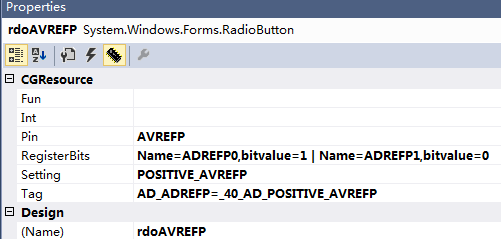 Properties
rdoAVREFP System.Windows.Forms.RadioButton
CGResource
Fun
Int
Pin AVREFP
RegisterBits Name=ADREFP0,bitvalue=1 | Name=ADREFP1,bitvalue=0
Setting POSITIVE_AVREFP
Tag AD_ADREFP=_40_AD_POSITIVE_AVREFP
Design
(Name) rdoAVREFP